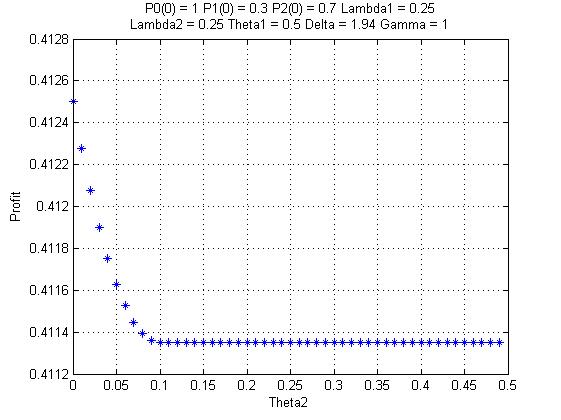 P0(0) = 1 P1(0) = 0.3 P2(0) = 0.7 Lambda1 = 0.25
Lambda2 = 0.25 Theta1 = 0.5 Delta = 1.94 Gamma = 1
0.4128
0.4126
0.4124
0.4122
0.412
0.4118
0.4116
0.4114
0.4112
Profit
0 0.05 0.1 0.15 0.2 0.25 0.3 0.35 0.4 0.45 0.5
Theta2